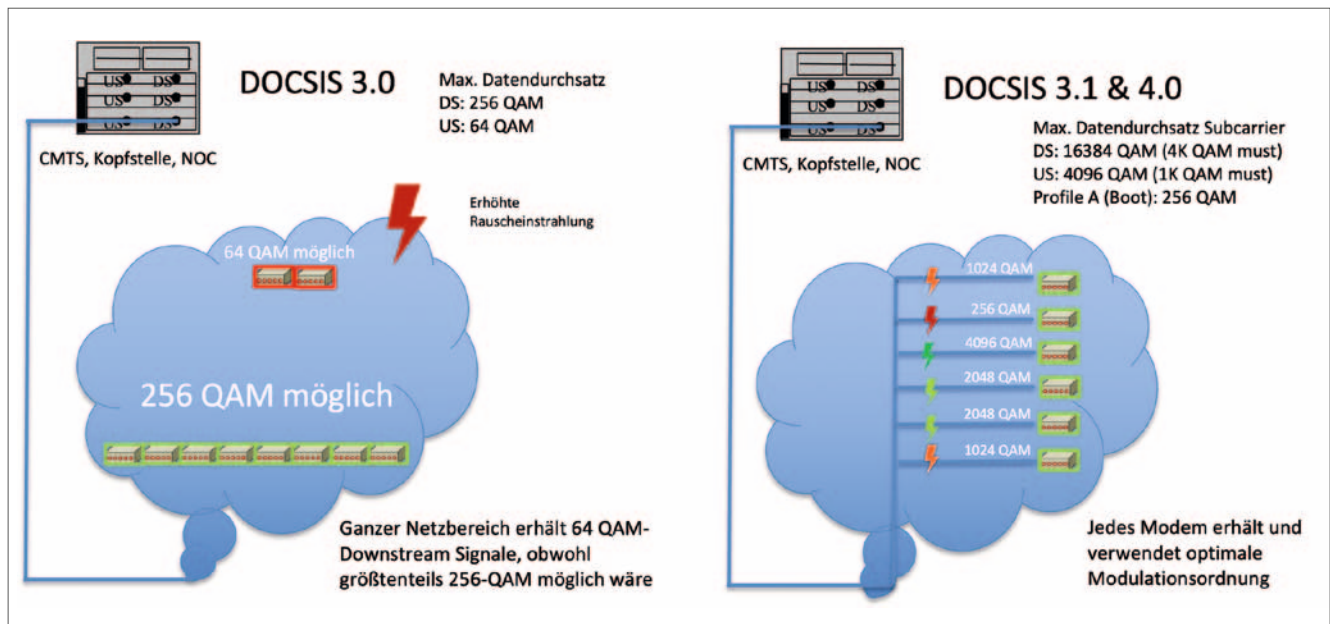 US DS
US DS
US DS
DOCSIS 3.0
Max. Datendurchsatz
DS: 256 QAM
US: 64 QAM
CMTS, Kopfstelle, NOC
Erhöhte
Rauscheinstrahlung
64 QAM möglich
256 QAM möglich
Ganzer Netzbereich erhält 64 QAM-
Downstream Signale, obwohl
größtenteils 256-QAM möglich wäre
US DS
US DS
US DS
DOCSIS 3.1 & 4.0
Max. Datendurchsatz Subcarrier
DS: 16384 QAM (4K QAM must)
US: 4096 QAM (1K QAM must)
Profile A (Boot): 256 QAM
CMTS, Kopfstelle, NOC
1024 QAM
256 QAM
4096 QAM
2048 QAM
2048 QAM
1024 QAM
Jedes Modem erhält und
verwendet optimale
Modulationsordnung